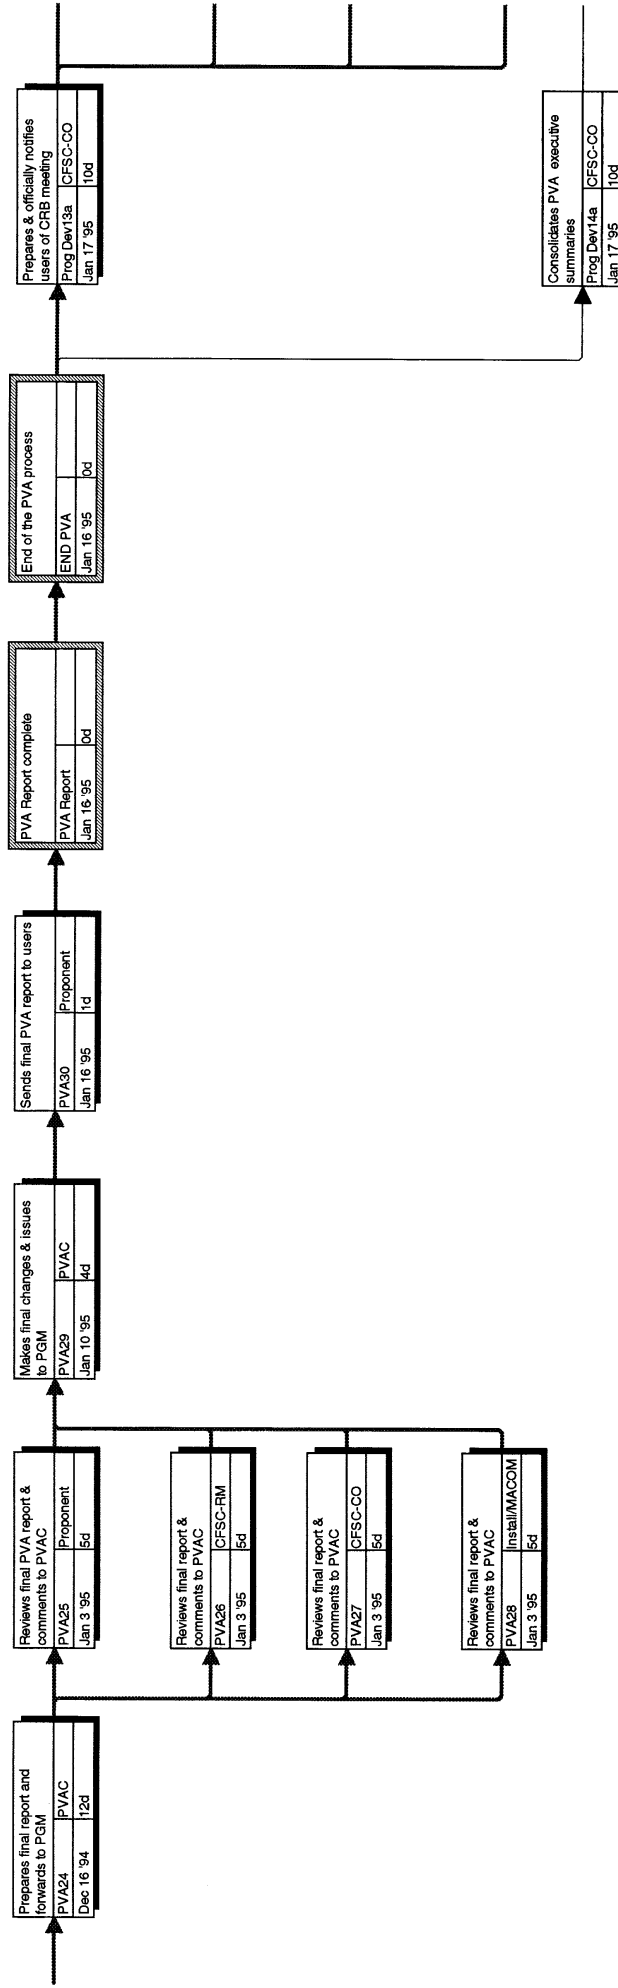 Prepares final report and
forwards to PGM
PVA24 PVAC
Dec 16 '94 12d
Reviews final PVA report &
comments to PVAC
PVA25 Proponent
Jan 3 '95 5d
Reviews final report &
comments to PVAC
PVA26 CFSC-RM
Jan 3 '95 5d
Reviews final report &
comments to PVAC
PVA27 CFSC-CO
Jan 3 '95 5d
Reviews final report &
comments to PVAC
PVA28 Install/MACOM
Jan 3 '95 5d
Makes final changes & issues
to PGM
PVA29 PVAC
Jan 10 '95 4d
Sends final PVA report to users
PVA30 Proponent
Jan 16 '95 1d
PVA Report complete
PVA Report
Jan 16 '95 0d
End of the PVA process
END PVA
Jan 16 '95 0d
Prepares & officially notifies
users of CRB meeting
Prog Dev13a CFSC-CO
Jan 17 '95 10d
Consolidates PVA executive
summaries
Prog Dev14a CFSC-CO
Jan 17 '95 10d